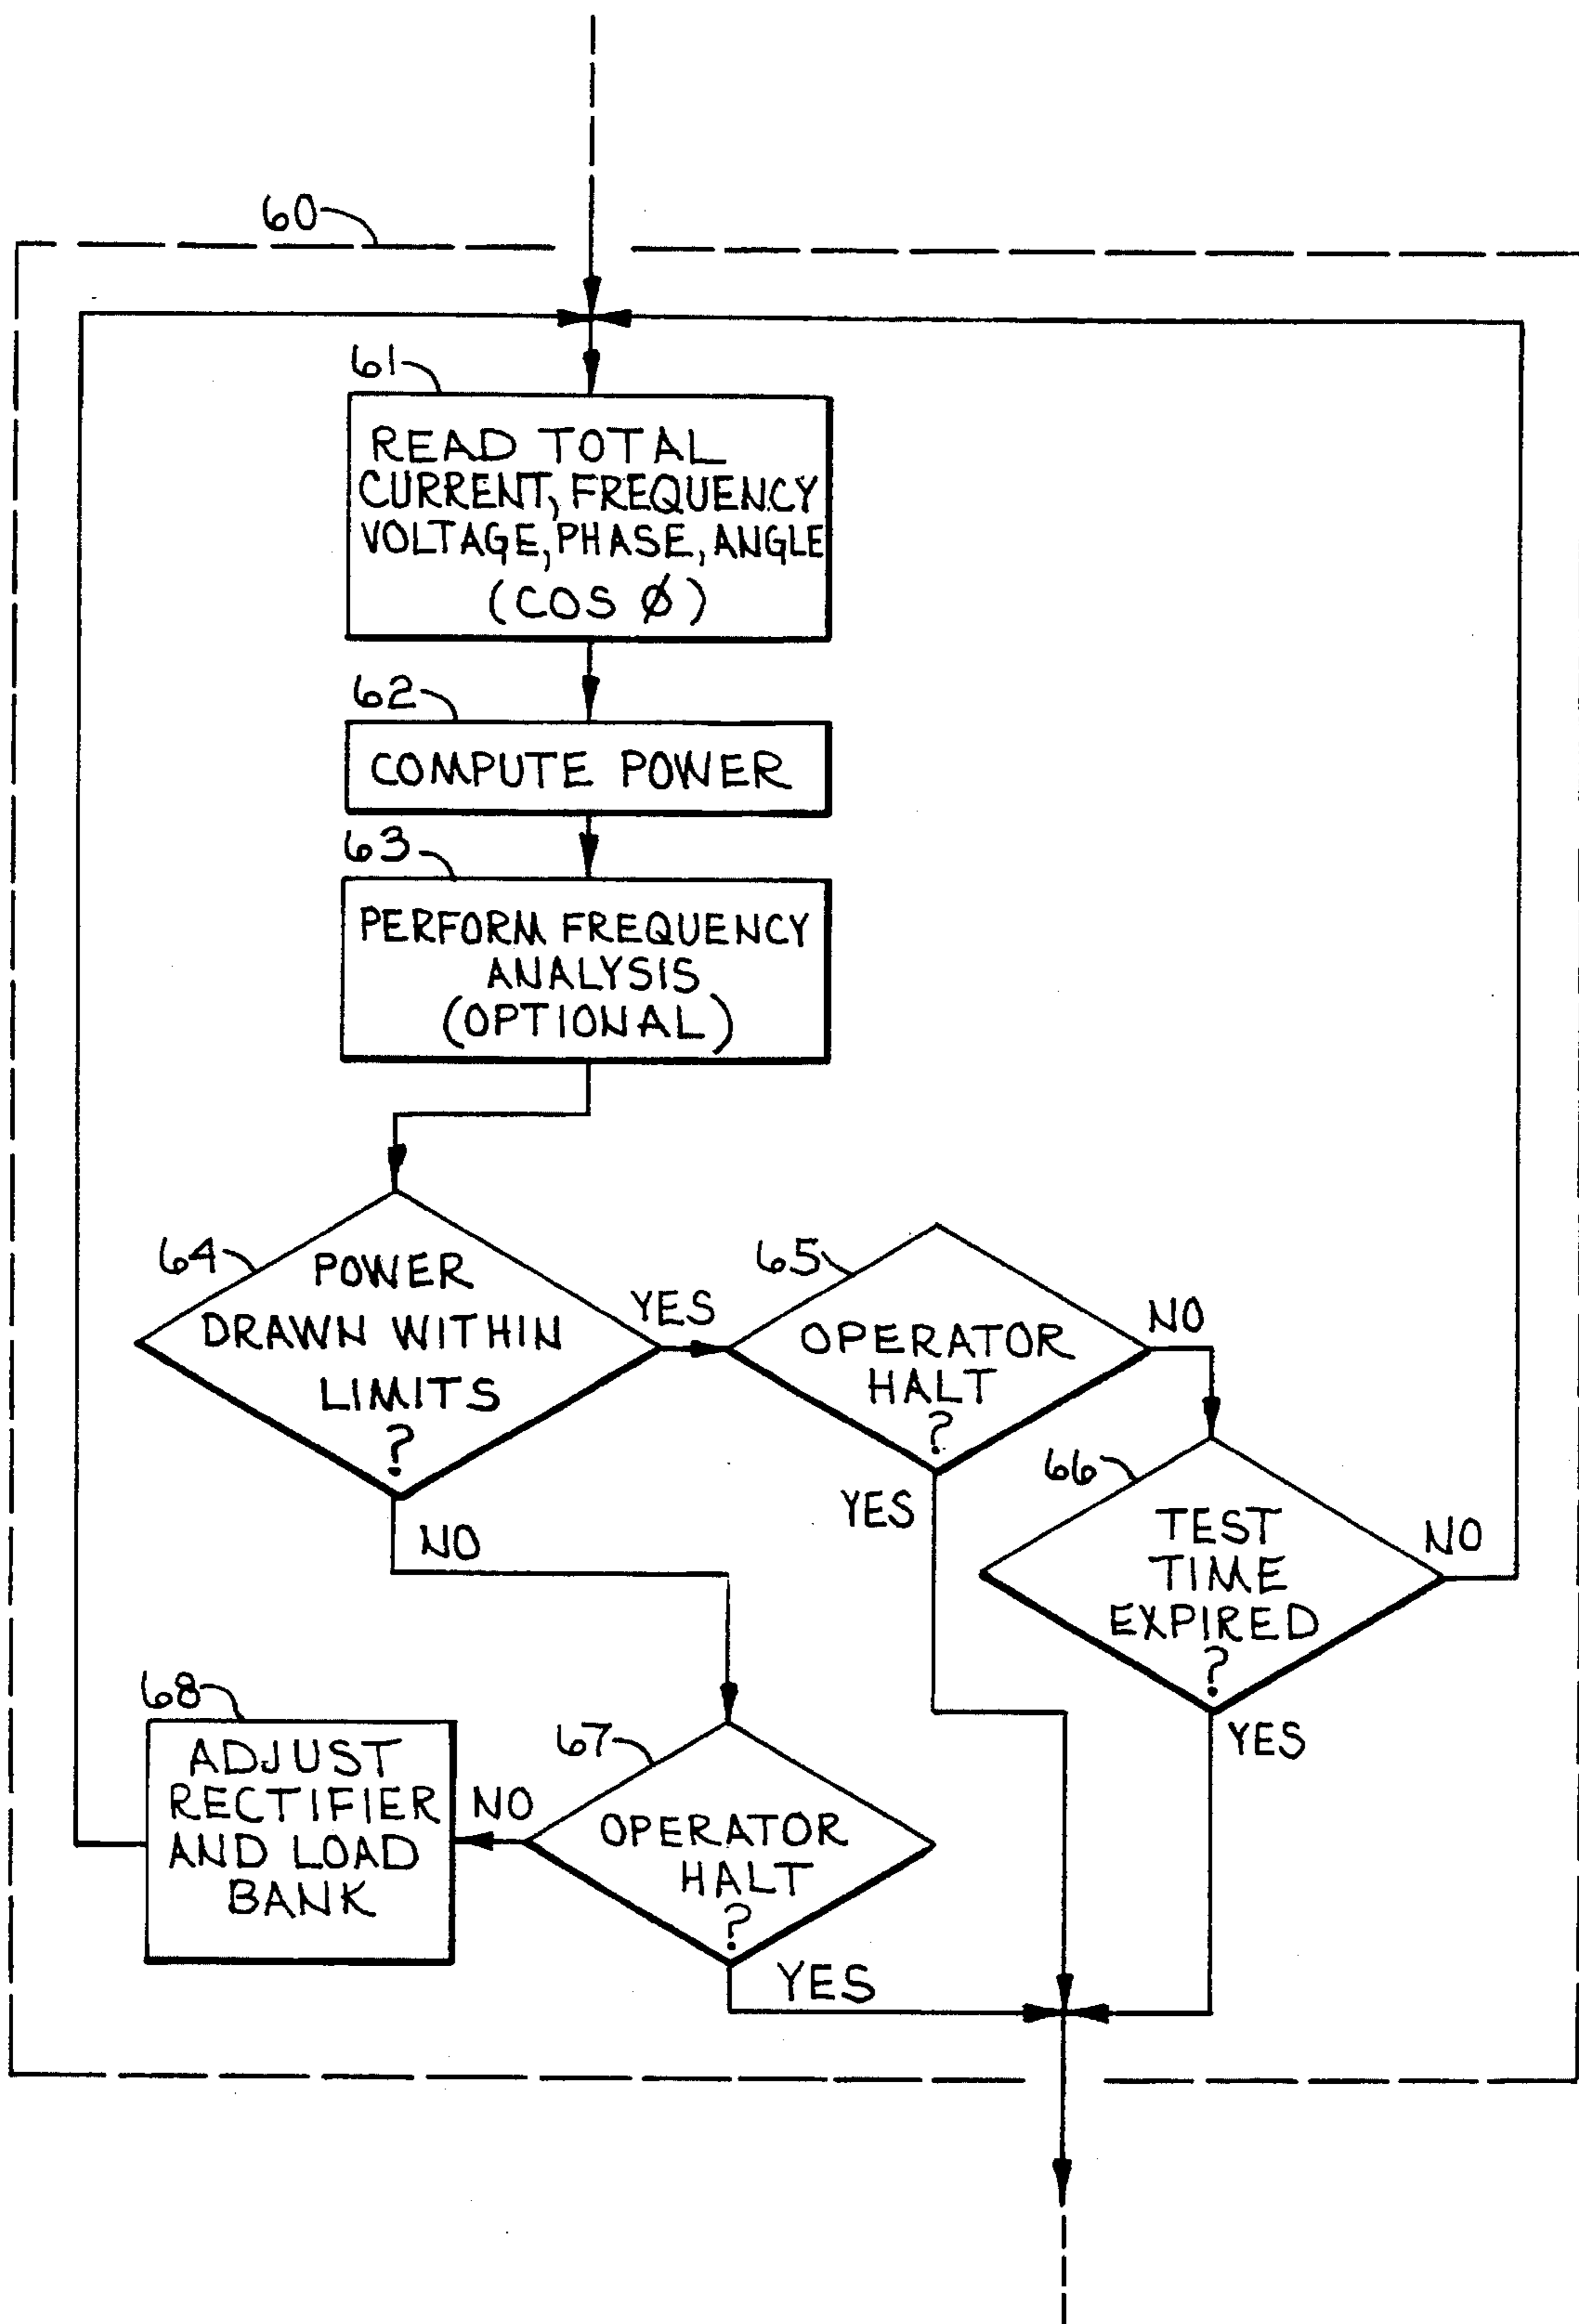 60
61
READ TOTAL
CURRENT, FREQUENCY
VOLTAGE, PHASE, ANGLE
(COS Ø)
62
COMPUTE POWER
63
PERFORM FREQUENCY
ANALYSIS
(OPTIONAL)
64
POWER
DRAWN WITHIN
LIMITS
?
YES
NO
65
OPERATOR
HALT
?
NO
YES
66
TEST
TIME
EXPIRED
?
NO
YES
67
OPERATOR
HALT
?
NO
YES
68
ADJUST
RECTIFIER
AND LOAD
BANK